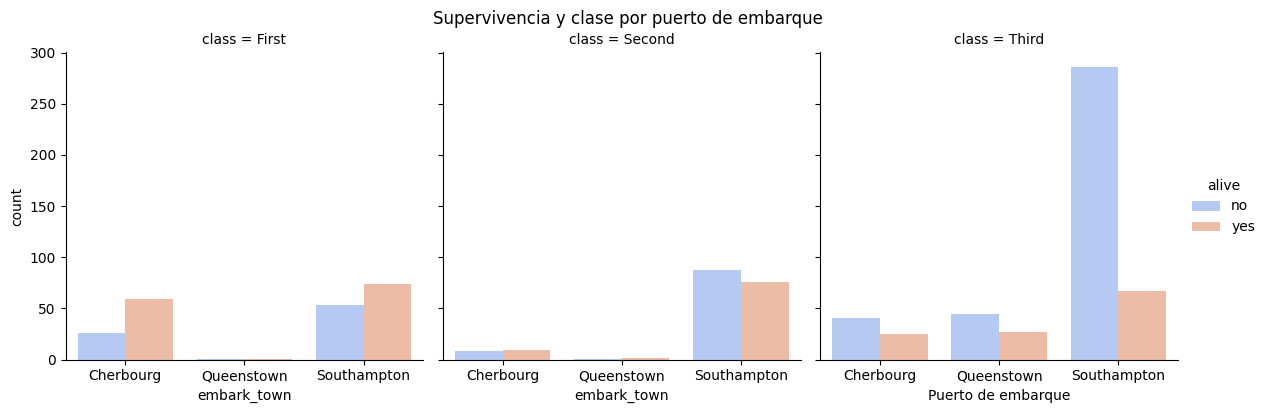 Supervivencia y clase por puerto de embarque
class = First
class = Second
class = Third
300
250
200
150
100
50
0
count
Cherbourg Queenstown Southampton
embark_town
Cherbourg Queenstown Southampton
embark_town
Cherbourg Queenstown Southampton
Puerto de embarque
alive
no
yes